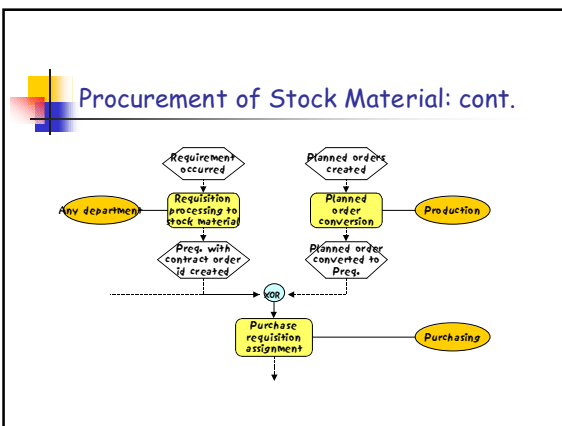 Procurement of Stock Material: cont.
Requirement
occurred
Planned orders
created
Any department
Requisition
processing to
stock material
Planned
order
conversion
Production
Preq. with
contract order
id created
Planned order
converted to
Preq.
XOR
Purchase
requisition
assignment
Purchasing